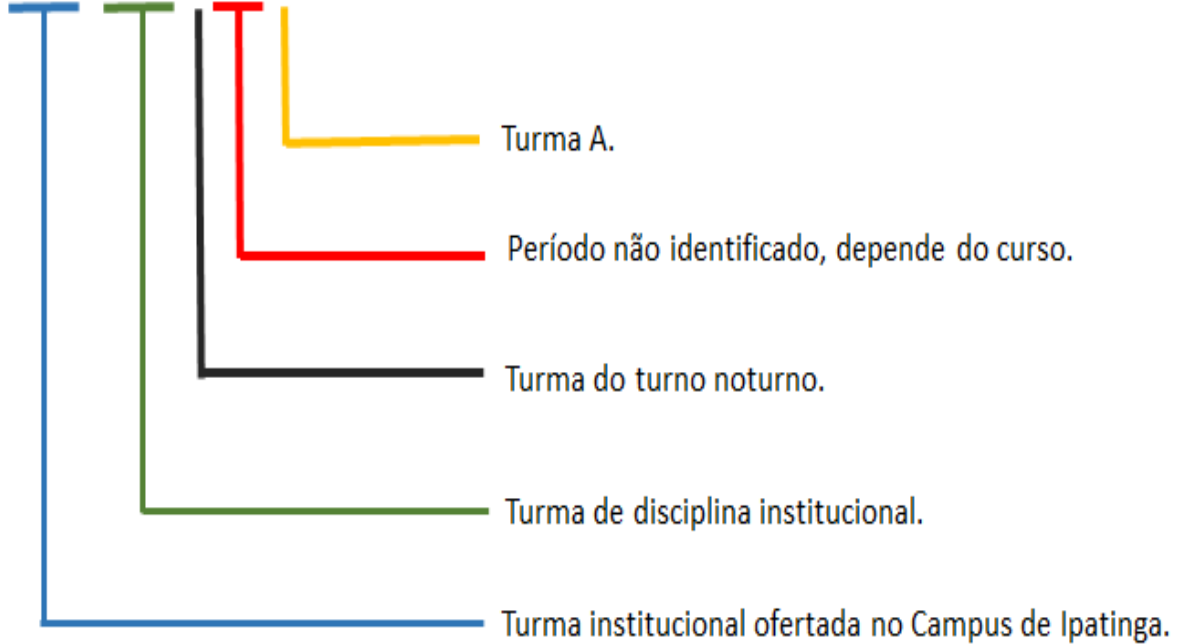 Turma A.
Período não identificado, depende do curso.
Turma do turno noturno.
Turma de disciplina institucional.
Turma institucional ofertada no Campus de Ipatinga.